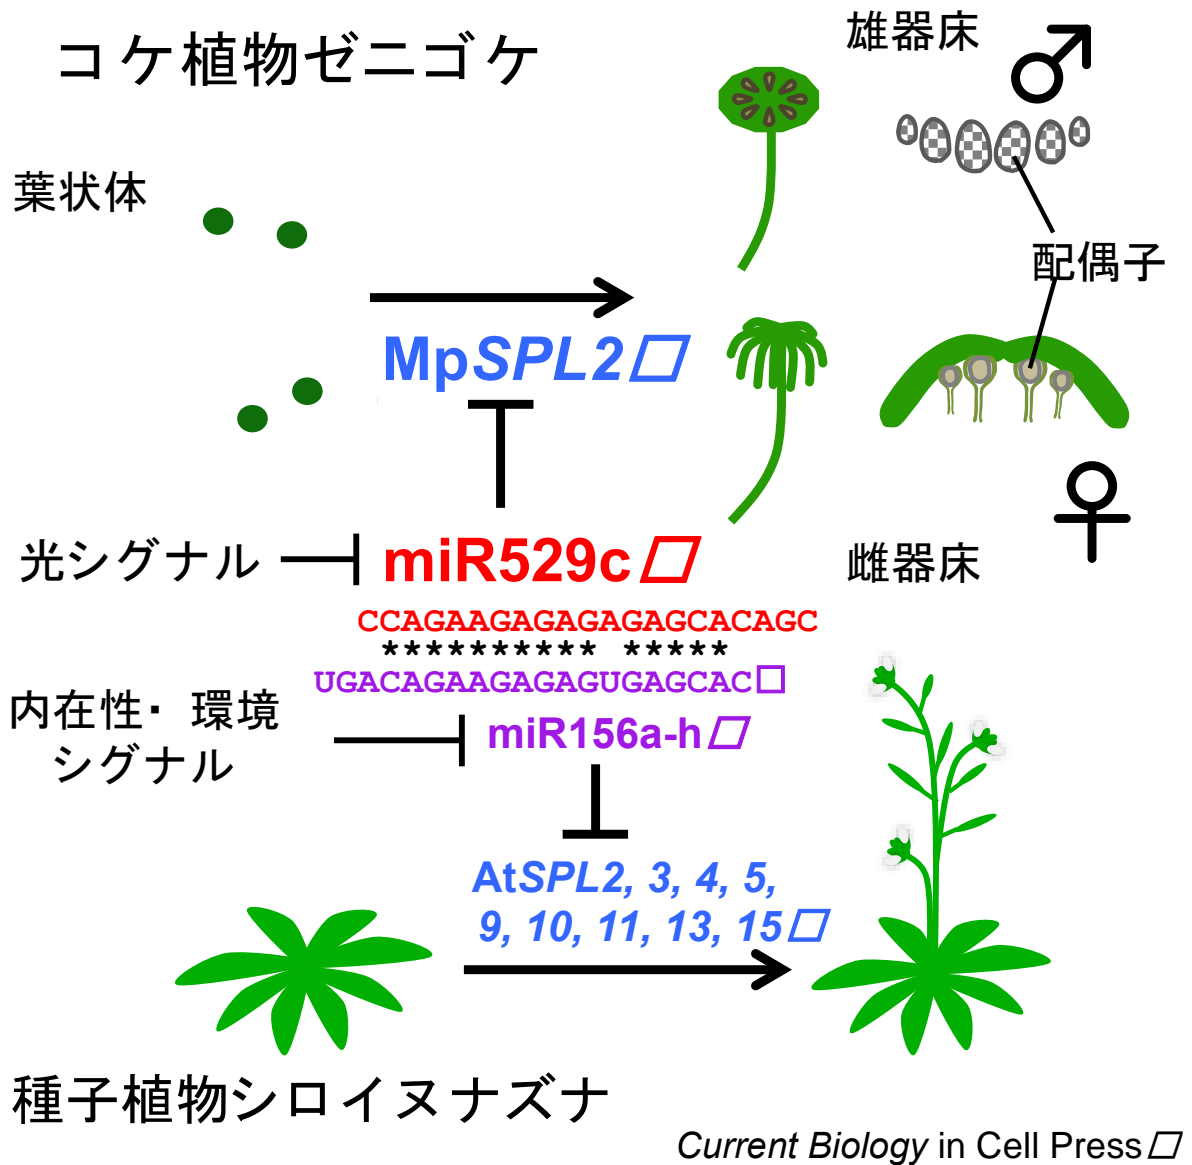 コケ植物ゼニゴケ
雄器床
♂
葉状体
配偶子
MpSPL2
♀
光シグナル
miR529c
雌器床
CCAGAAGAGAGAGAGCACAGC
********** *****
UGACAGAAGAGAGUGAGCAC
内在性・環境
シグナル
miR156a-h
AtSPL2, 3, 4, 5,
9, 10, 11, 13, 15
種子植物シロイヌナズナ
Current Biology in Cell Press